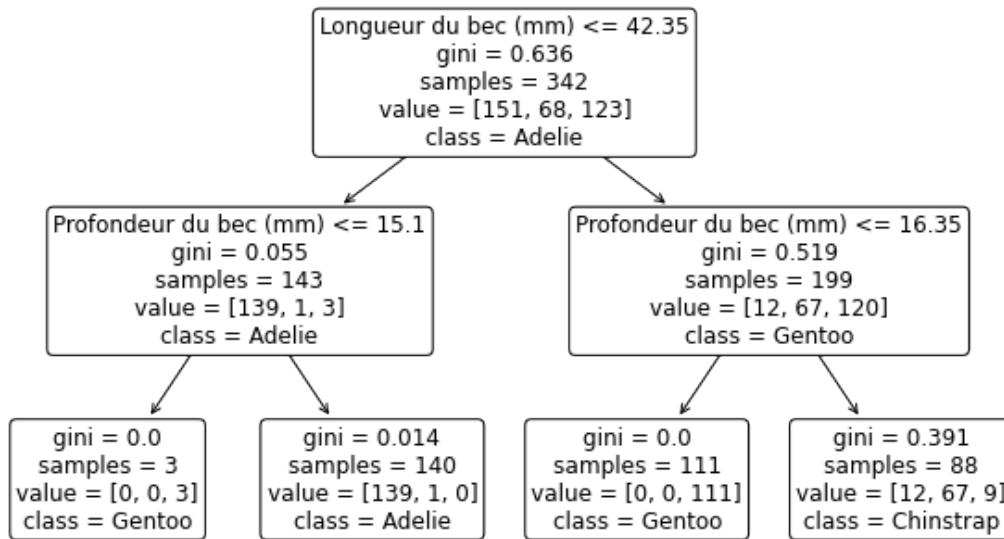 Longueur du bec (mm) <= 42.35
gini = 0.636
samples = 342
value = [151, 68, 123]
class = Adelie
Profondeur du bec (mm) <= 15.1
gini = 0.055
samples = 143
value = [139, 1, 3]
class = Adelie
Profondeur du bec (mm) <= 16.35
gini = 0.519
samples = 199
value = [12, 67, 120]
class = Gentoo
gini = 0.0
samples = 3
value = [0, 0, 3]
class = Gentoo
gini = 0.014
samples = 140
value = [139, 1, 0]
class = Adelie
gini = 0.0
samples = 111
value = [0, 0, 111]
class = Gentoo
gini = 0.391
samples = 88
value = [12, 67, 9]
class = Chinstrap